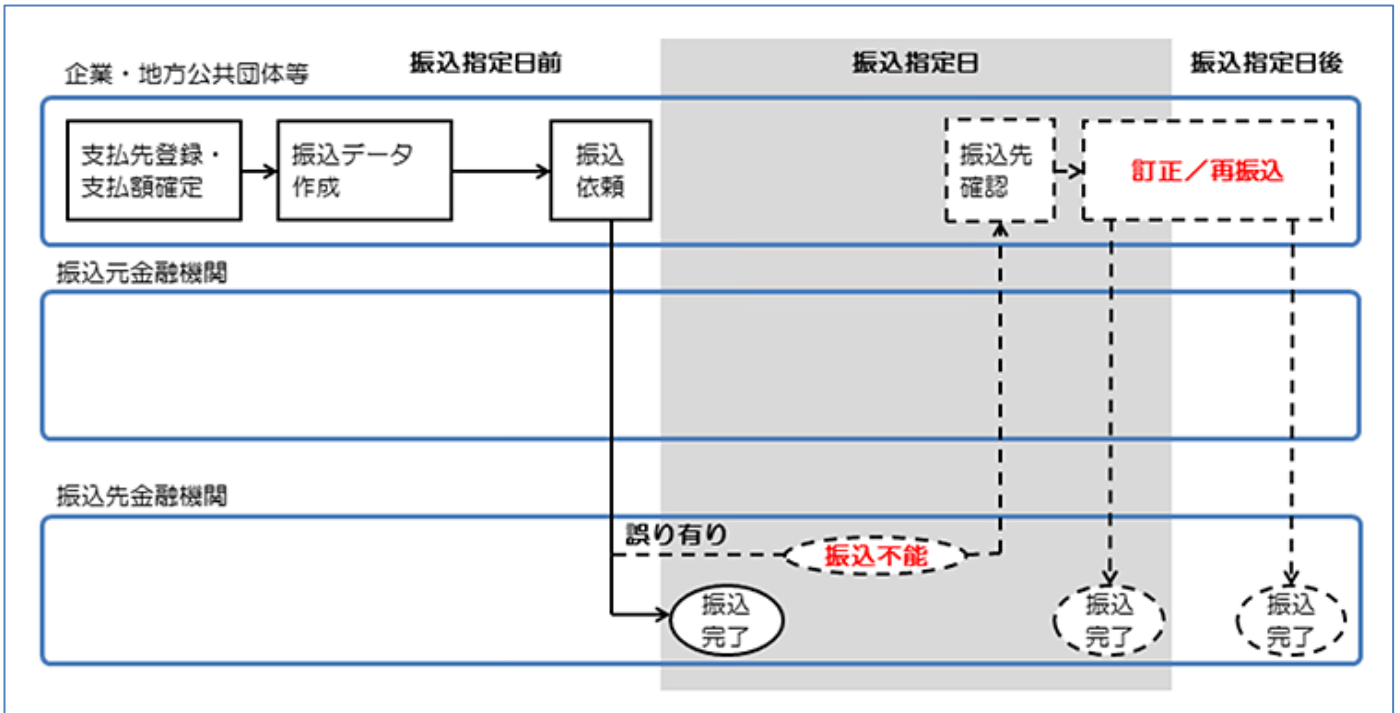 企業・地方公共団体等
振込指定日前
振込指定日
振込指定日後
支払先登録・
支払額確定
振込データ
作成
振込
依頼
振込先
確認
訂正／再振込
振込元金融機関
振込先金融機関
誤り有り
振込不能
振込
完了
振込
完了
振込
完了